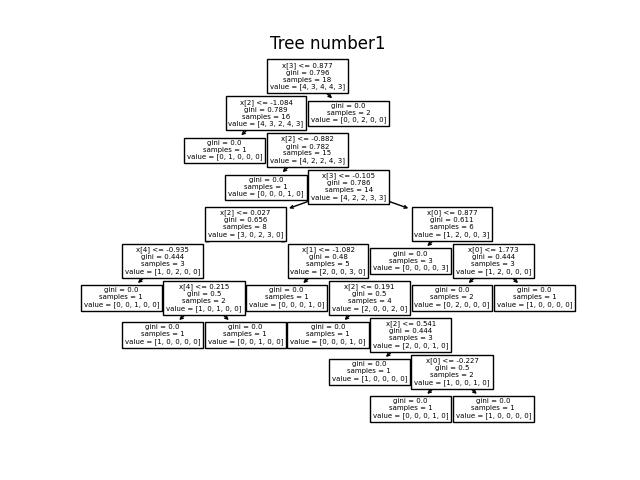 Tree number1
x[3] <= 0.877
gini = 0.796
samples = 18
value = [4, 3, 4, 4, 3]
x[2] <= -1.084
gini = 0.789
samples = 16
value = [4, 3, 2, 4, 3]
gini = 0.0
samples = 2
value = [0, 0, 2, 0, 0]
gini = 0.0
samples = 1
value = [0, 1, 0, 0, 0]
x[2] <= -0.882
gini = 0.782
samples = 15
value = [4, 2, 2, 4, 3]
gini = 0.0
samples = 1
value = [0, 0, 0, 1, 0]
x[3] <= -0.105
gini = 0.786
samples = 14
value = [4, 2, 2, 3, 3]
x[2] <= 0.027
gini = 0.656
samples = 8
value = [3, 0, 2, 3, 0]
x[0] <= 0.877
gini = 0.611
samples = 6
value = [1, 2, 0, 0, 3]
x[4] <= -0.935
gini = 0.444
samples = 3
value = [1, 0, 2, 0, 0]
x[1] <= -1.082
gini = 0.48
samples = 5
value = [2, 0, 0, 3, 0]
gini = 0.0
samples = 3
value = [0, 0, 0, 0, 3]
x[0] <= 1.773
gini = 0.444
samples = 3
value = [1, 2, 0, 0, 0]
gini = 0.0
samples = 1
value = [0, 0, 1, 0, 0]
x[4] <= 0.215
gini = 0.5
samples = 2
value = [1, 0, 1, 0, 0]
gini = 0.0
samples = 1
value = [0, 0, 0, 1, 0]
x[2] <= 0.191
gini = 0.5
samples = 4
value = [2, 0, 0, 2, 0]
gini = 0.0
samples = 2
value = [0, 2, 0, 0, 0]
gini = 0.0
samples = 1
value = [1, 0, 0, 0, 0]
gini = 0.0
samples = 1
value = [1, 0, 0, 0, 0]
gini = 0.0
samples = 1
value = [0, 0, 1, 0, 0]
gini = 0.0
samples = 1
value = [0, 0, 0, 1, 0]
x[2] <= 0.541
gini = 0.444
samples = 3
value = [2, 0, 0, 1, 0]
gini = 0.0
samples = 1
value = [1, 0, 0, 0, 0]
x[0] <= -0.227
gini = 0.5
samples = 2
value = [1, 0, 0, 1, 0]
gini = 0.0
samples = 1
value = [0, 0, 0, 1, 0]
gini = 0.0
samples = 1
value = [1, 0, 0, 0, 0]